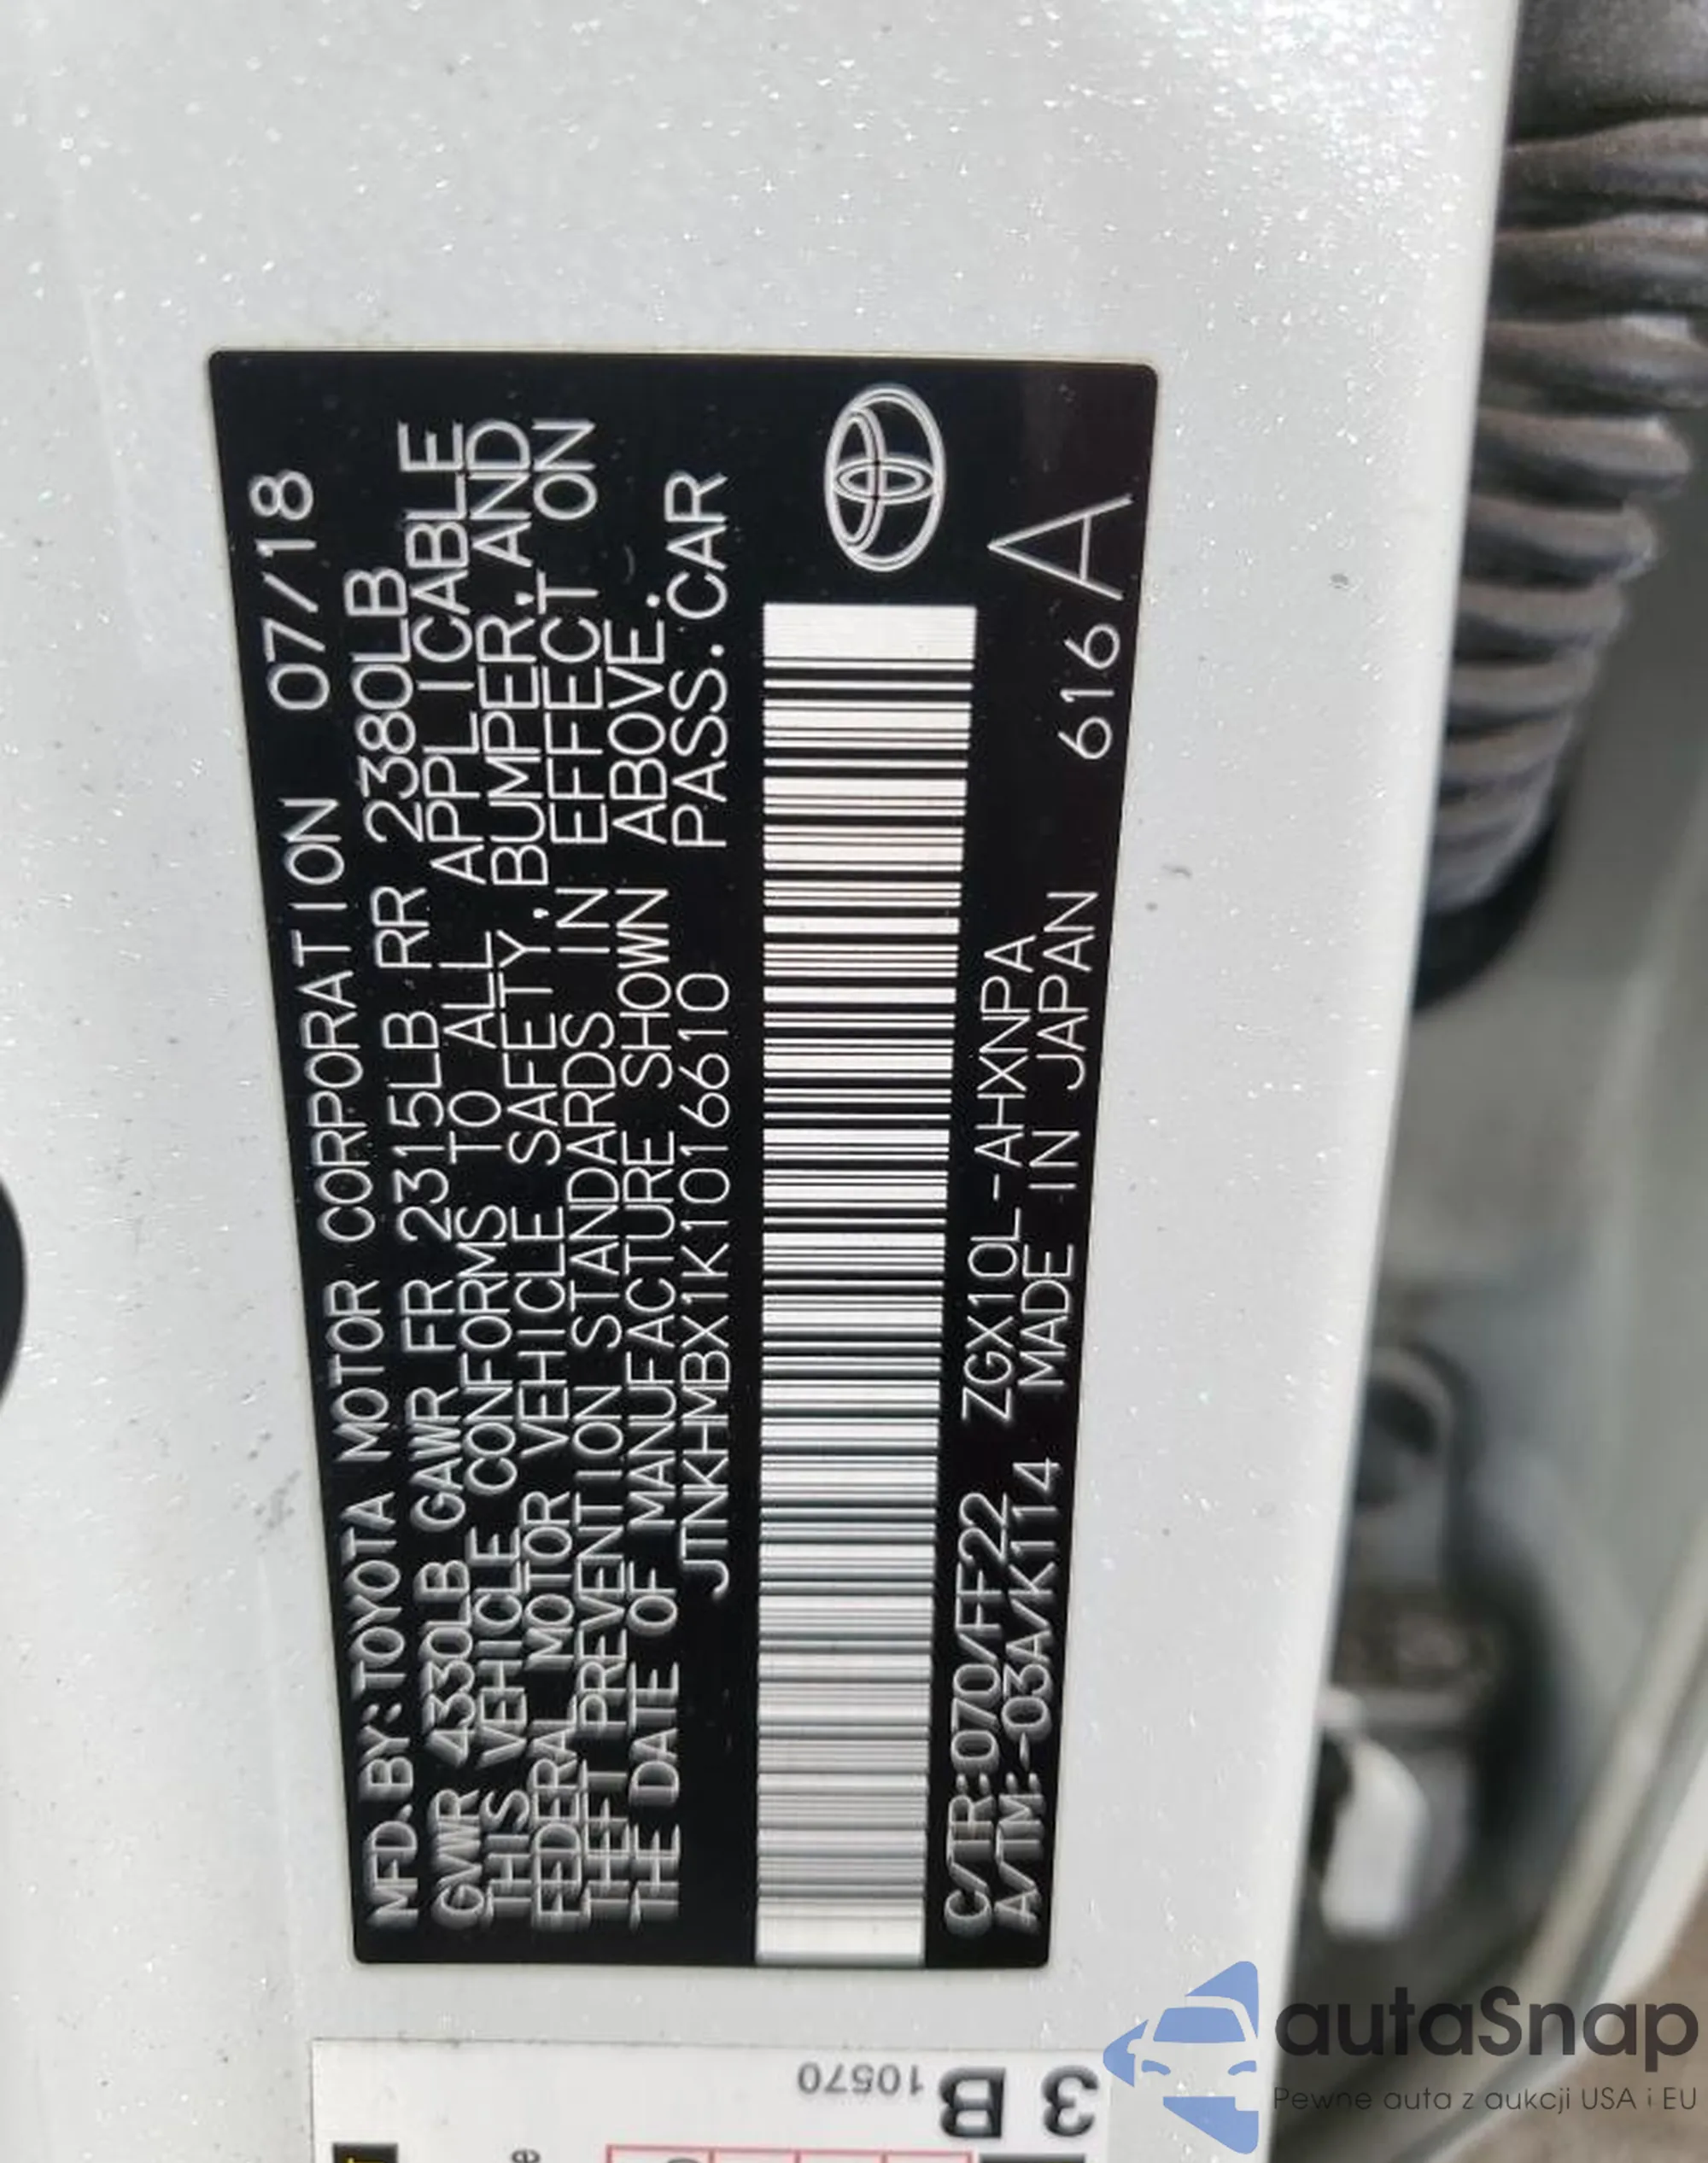 MFD.BY:TOYOTA MOTOR CORPORATION 07/18
GVWR 4330LB GAWR FR 2315LB RR 2380LB
THIS VEHICLE CONFORMS TO ALL APPLICABLE
FEDERAL MOTOR VEHICLE SAFETY,BUMPER,AND
THEFT PREVENTION STANDARDS IN EFFECT ON
THE DATE OF MANUFACTURE SHOWN ABOVE.
JTNKHMBX1K1016610 PASS.CAR
C/TR:070/FF22 ZGX10L-AHXNPA
A/TM:-03A/K114 MADE IN JAPAN 616A
3B
10570
autaSnap
Pewne auta z aukcji USA i EU